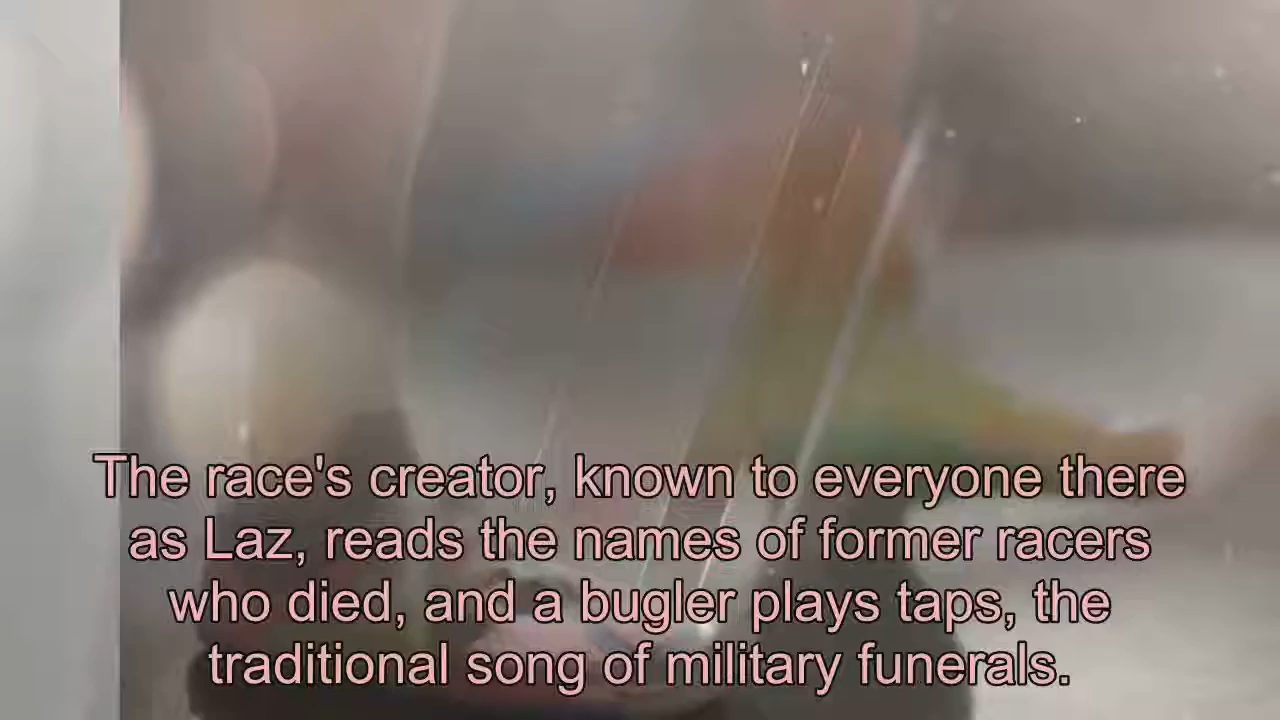 The race's creator, known to everyone there
as Laz, reads the names of former racers
who died, and a bugler plays taps, the
traditional song of military funerals.